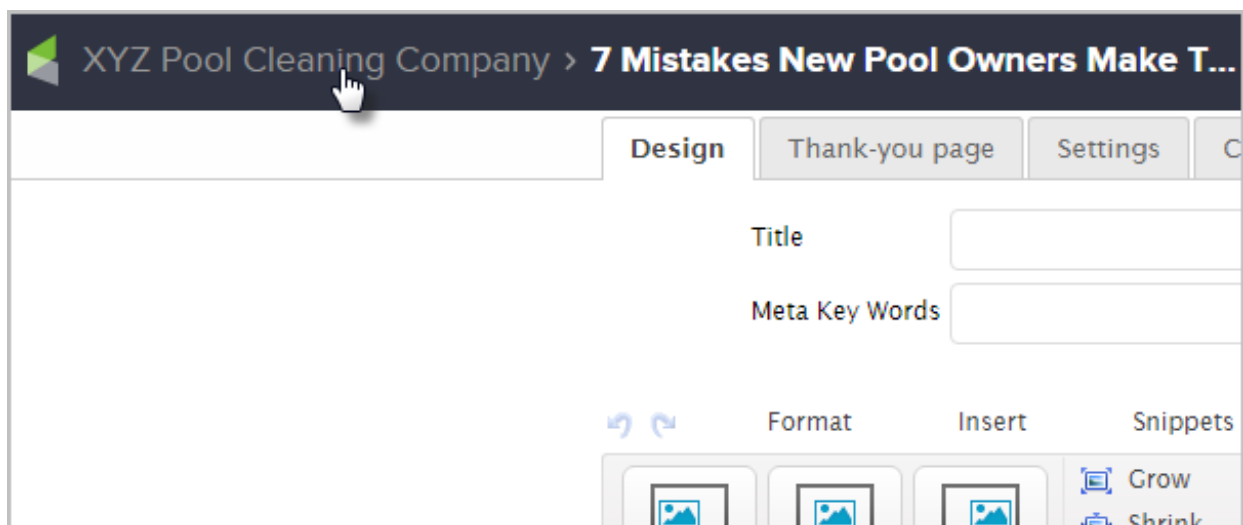 XYZ Pool Cleaning Company › 7 Mistakes New Pool Owners Make T...
Design Thank-you page Settings C
Title
Meta Key Words
Format Insert Snippets
Grow
Shrink